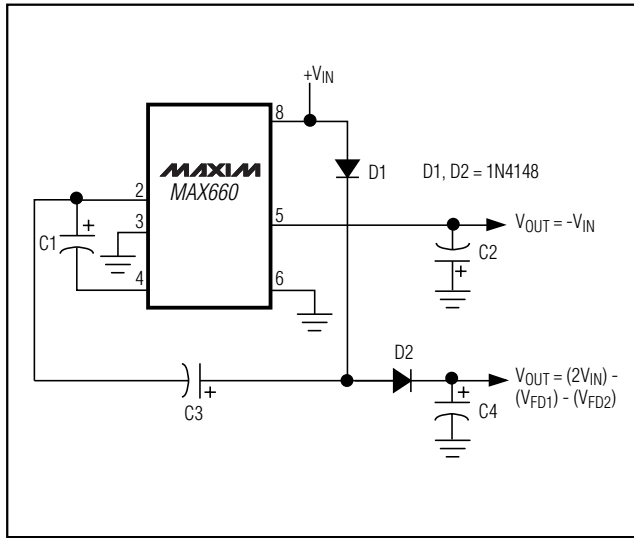 +VIN
8
MAXIM
MAX660
D1
D1, D2 = 1N4148
2
3
5
VOUT = -VIN
C1
+
C2
+
4
6
D2
VOUT = (2VIN) -
(VFD1) - (VFD2)
+
C3
+
C4